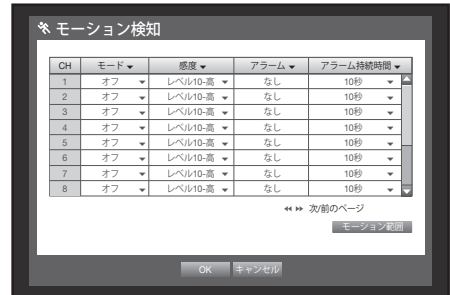 モーション検知
CH モード 感度 アラーム アラーム持続時間
1 オフ レベル10-高 なし 10秒
2 オフ レベル10-高 なし 10秒
3 オフ レベル10-高 なし 10秒
4 オフ レベル10-高 なし 10秒
5 オフ レベル10-高 なし 10秒
6 オフ レベル10-高 なし 10秒
7 オフ レベル10-高 なし 10秒
8 オフ レベル10-高 なし 10秒
次/前のページ
モーション範囲
OK キャンセル